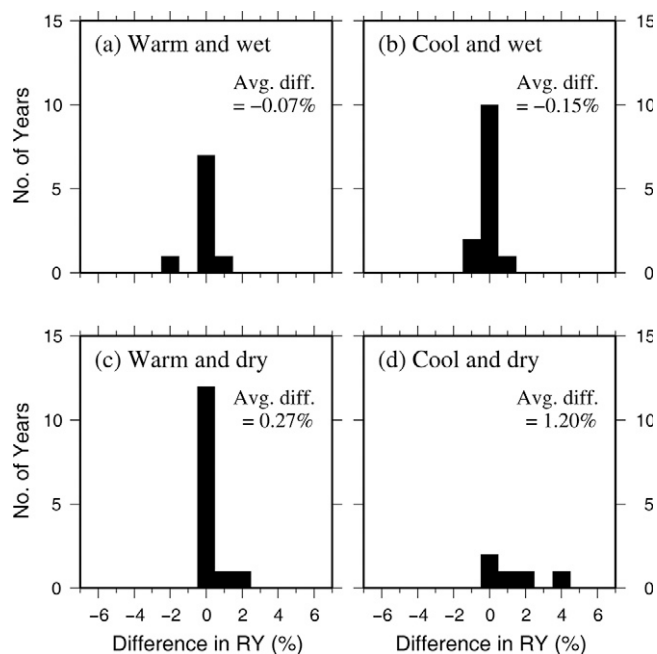 15
(a) Warm and wet
Avg. diff.
= −0.07%
10
5
0
No. of Years
15
(b) Cool and wet
Avg. diff.
= −0.15%
10
5
0
15
(c) Warm and dry
Avg. diff.
= 0.27%
10
5
0
No. of Years
−6 −4 −2 0 2 4 6
Difference in RY (%)
15
(d) Cool and dry
Avg. diff.
= 1.20%
10
5
0
−6 −4 −2 0 2 4 6
Difference in RY (%)